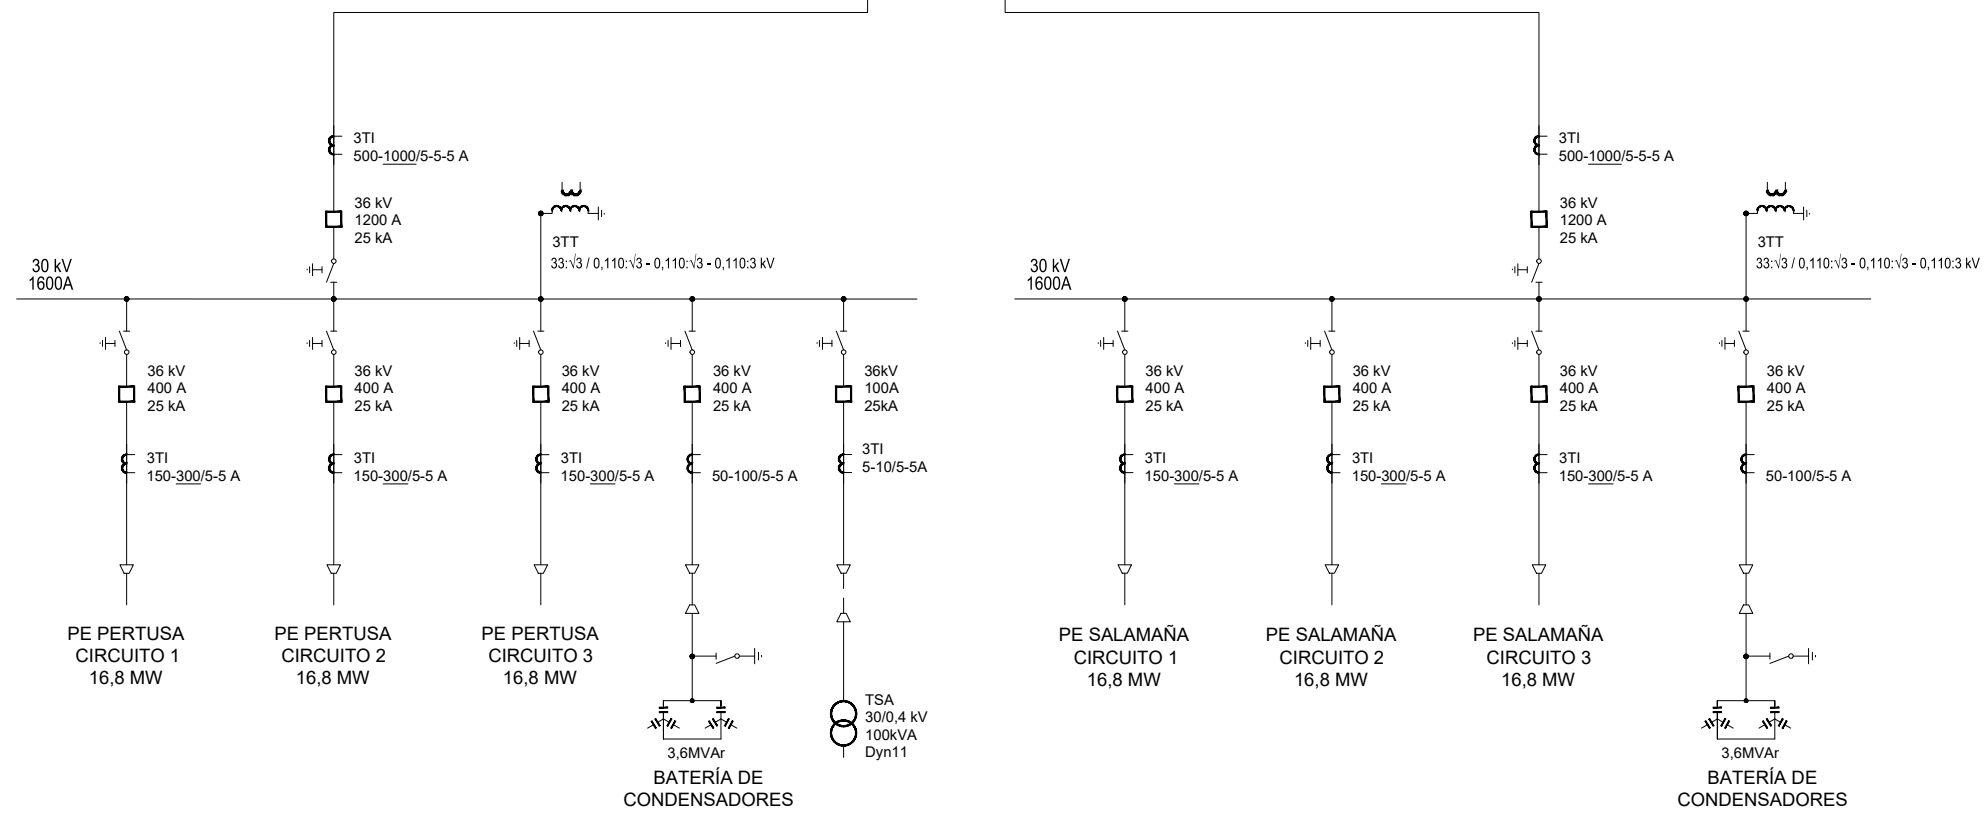 3TI
500-1000/5-5-5 A
36 kV
1200 A
25 kA
3TT
33:√3 / 0,110:√3 - 0,110:√3 - 0,110:3 kV
30 kV
1600A
36 kV
400 A
25 kA
3TI
150-300/5-5 A
PE PERTUSA
CIRCUITO 1
16,8 MW
36 kV
400 A
25 kA
3TI
150-300/5-5 A
PE PERTUSA
CIRCUITO 2
16,8 MW
36 kV
400 A
25 kA
3TI
150-300/5-5 A
PE PERTUSA
CIRCUITO 3
16,8 MW
36 kV
400 A
25 kA
50-100/5-5 A
3,6MVAr
BATERÍA DE
CONDENSADORES
36kV
100A
25kA
3TI
5-10/5-5A
TSA
30/0,4 kV
100kVA
Dyn11
3TI
500-1000/5-5-5 A
36 kV
1200 A
25 kA
3TT
33:√3 / 0,110:√3 - 0,110:√3 - 0,110:3 kV
30 kV
1600A
36 kV
400 A
25 kA
3TI
150-300/5-5 A
PE SALAMAÑA
CIRCUITO 1
16,8 MW
36 kV
400 A
25 kA
3TI
150-300/5-5 A
PE SALAMAÑA
CIRCUITO 2
16,8 MW
36 kV
400 A
25 kA
3TI
150-300/5-5 A
PE SALAMAÑA
CIRCUITO 3
16,8 MW
36 kV
400 A
25 kA
50-100/5-5 A
3,6MVAr
BATERÍA DE
CONDENSADORES